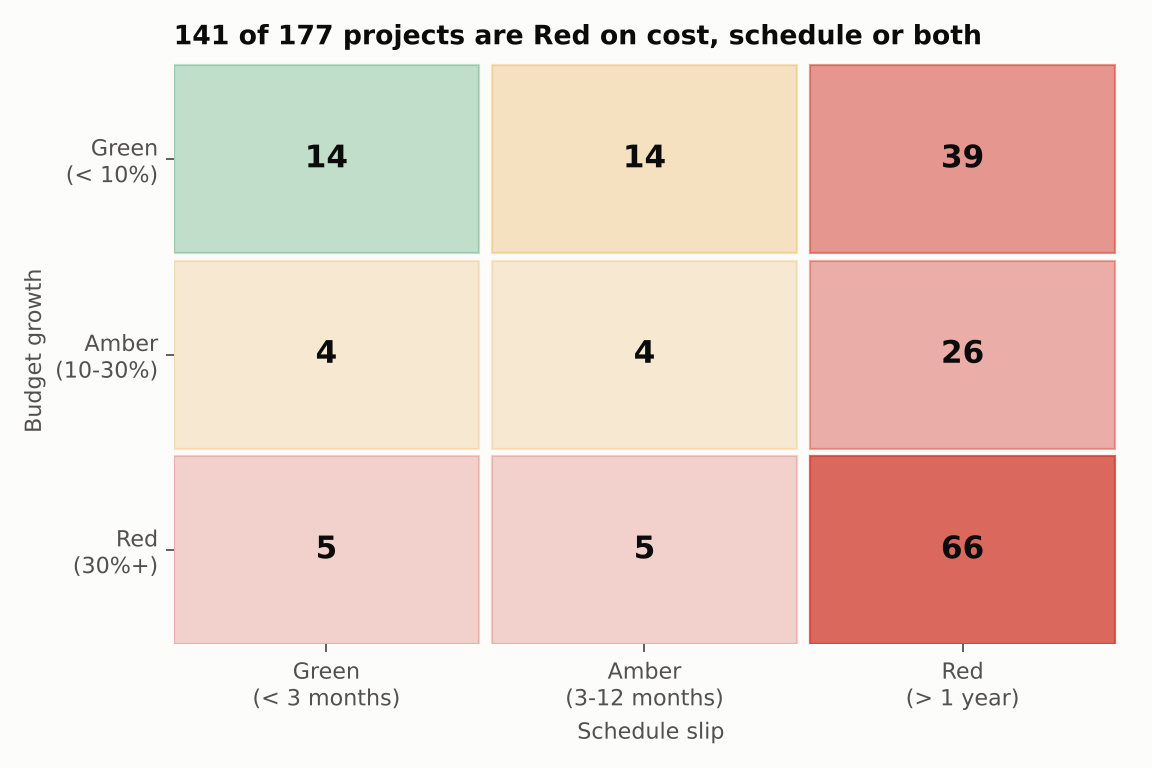 141 of 177 projects are Red on cost, schedule or both
Budget growth
Green
(< 10%)
14
14
39
Amber
(10-30%)
4
4
26
Red
(30%+)
5
5
66
Green
(< 3 months)
Amber
(3-12 months)
Red
(> 1 year)
Schedule slip